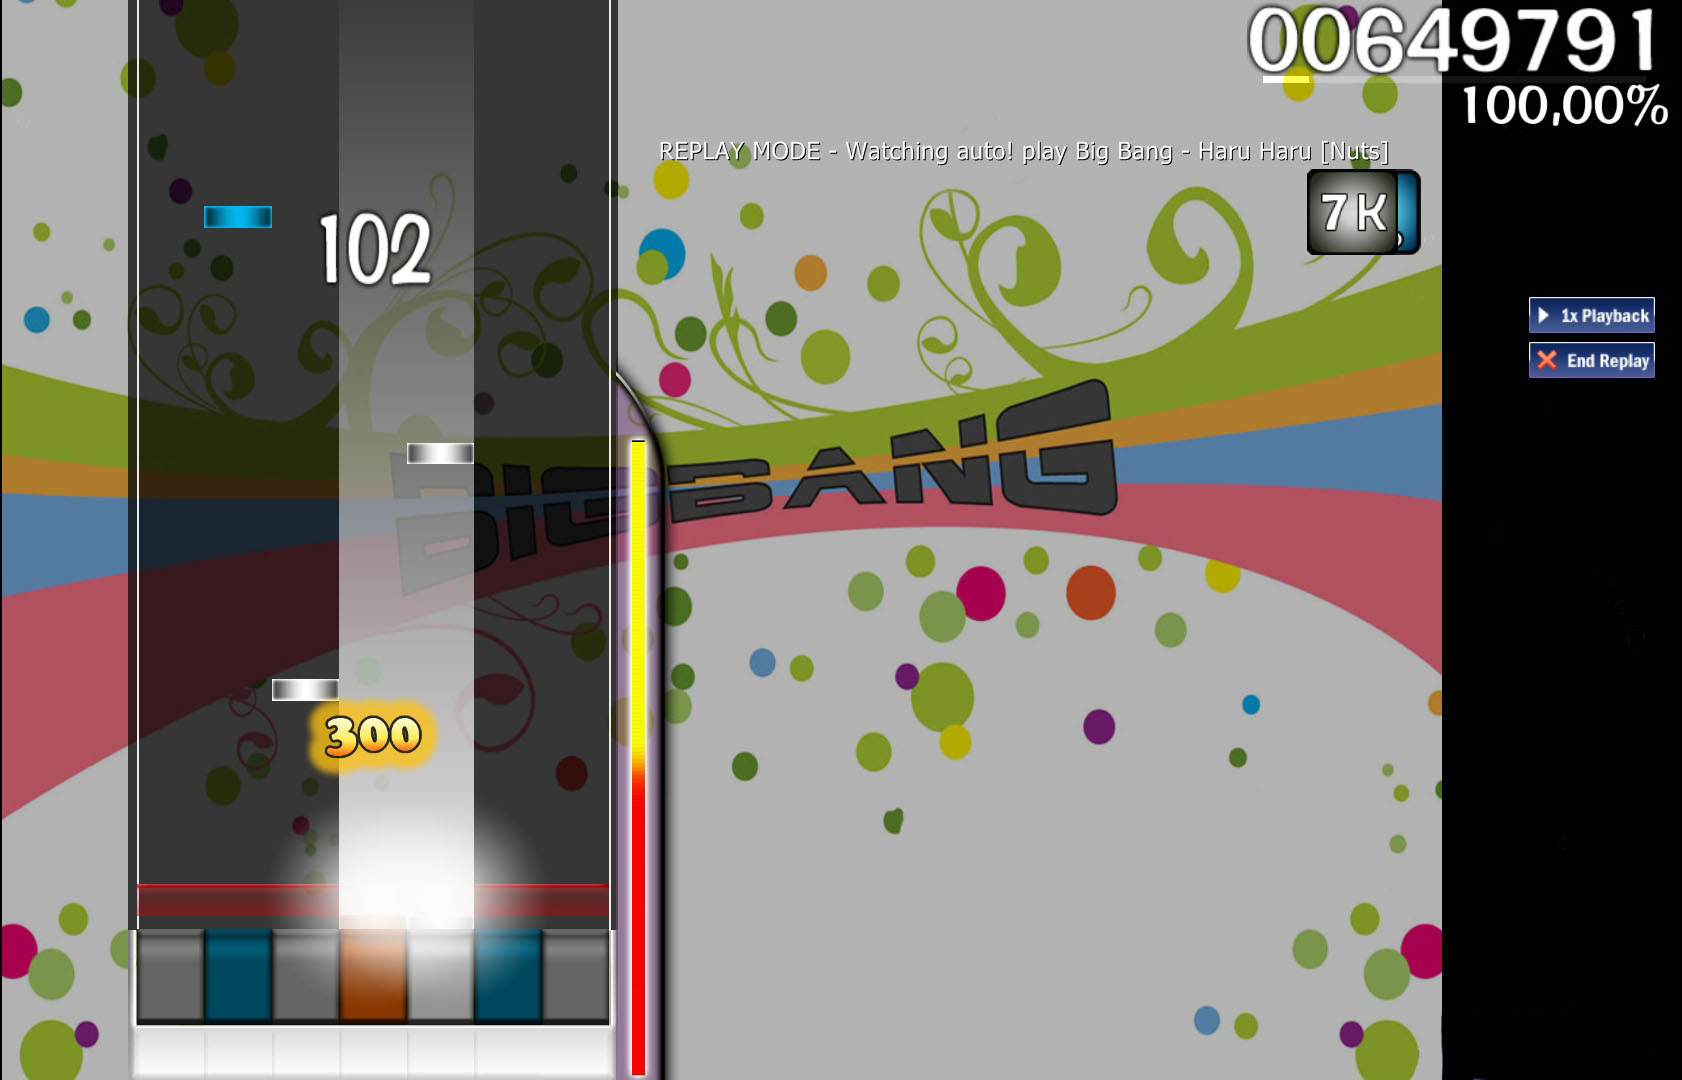 00649791
100,00%
REPLAY MODE - Watching auto! play Big Bang - Haru Haru [Nuts]
7K
102
1x Playback
End Replay
BIGBANG
300